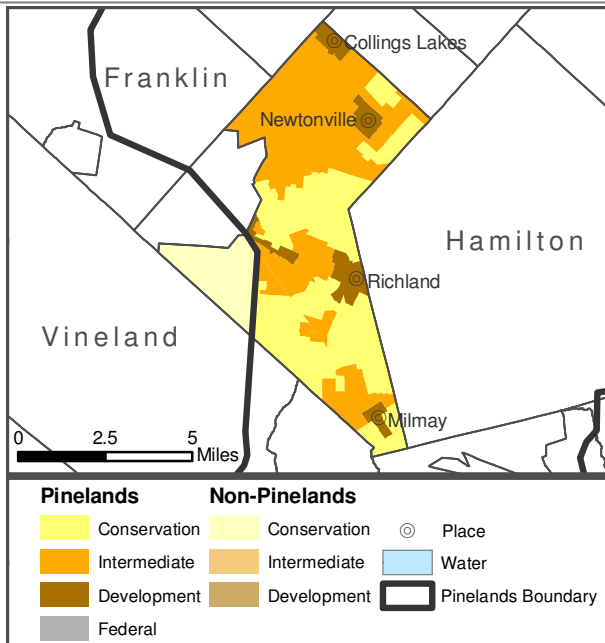 Collings Lakes
Franklin
Newtonville
Hamilton
Richland
Vineland
Milmay
0 2.5 5
Miles
Pinelands Non-Pinelands
Conservation Conservation Place
Intermediate Intermediate Water
Development Development Pinelands Boundary
Federal